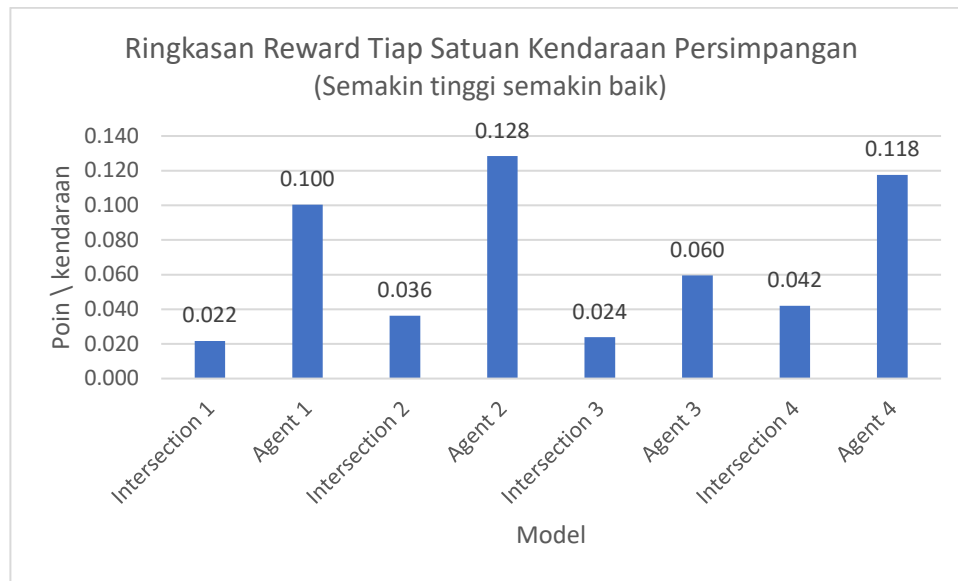 Ringkasan Reward Tiap Satuan Kendaraan Persimpangan
(Semakin tinggi semakin baik)
Poin \ kendaraan
0.140
0.120
0.100
0.080
0.060
0.040
0.020
0.000
0.022
0.100
0.036
0.128
0.024
0.060
0.042
0.118
Intersection 1
Agent 1
Intersection 2
Agent 2
Intersection 3
Agent 3
Intersection 4
Agent 4
Model